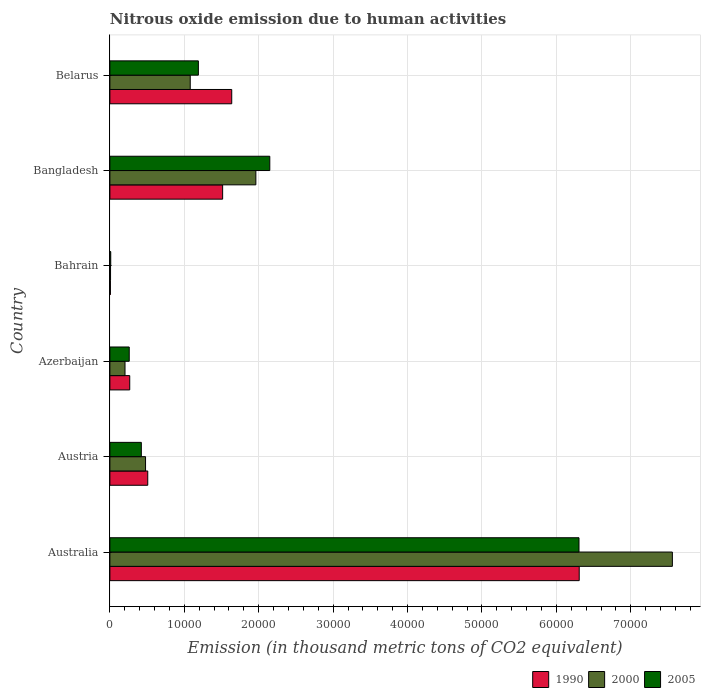 Nitrous oxide emission due to human activities
Country
Belarus
Bangladesh
Bahrain
Azerbaijan
Austria
Australia
0 10000 20000 30000 40000 50000 60000 70000
Emission (in thousand metric tons of CO2 equivalent)
1990 2000 2005